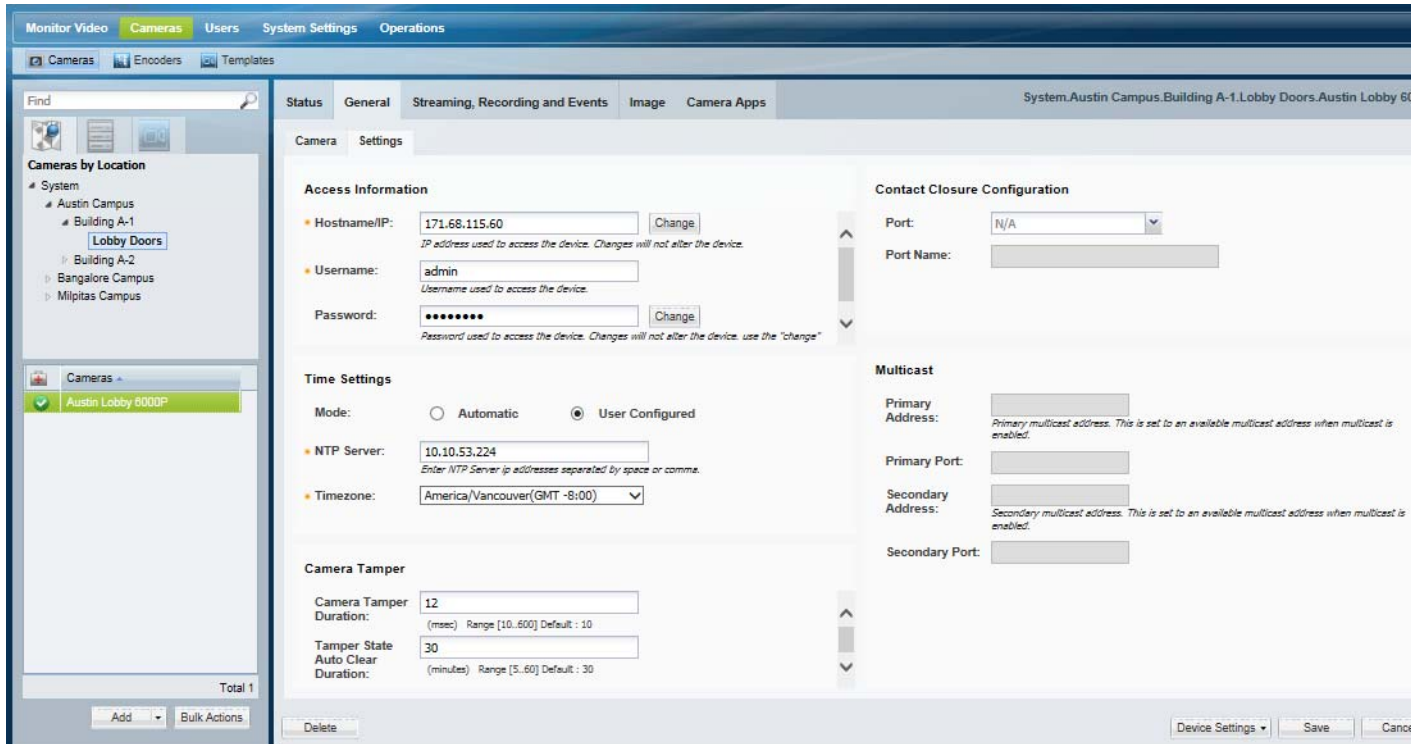 Monitor Video Cameras Users System Settings Operations
Cameras Encoders Templates
Find
Cameras by Location
System
Austin Campus
Building A-1
Lobby Doors
Building A-2
Bangalore Campus
Milpitas Campus
Cameras
Austin Lobby 6000P
Total 1
Add Bulk Actions
Status General Streaming, Recording and Events Image Camera Apps
System.Austin Campus.Building A-1.Lobby Doors.Austin Lobby 60
Camera Settings
Access Information
Hostname/IP: 171.68.115.60 Change
IP address used to access the device. Changes will not alter the device.
Username: admin
Username used to access the device.
Password: •••••••• Change
Password used to access the device. Changes will not alter the device. use the "change"
Time Settings
Mode: Automatic User Configured
NTP Server: 10.10.53.224
Enter NTP Server ip addresses separated by space or comma.
Timezone: America/Vancouver(GMT -8:00)
Camera Tamper
Camera Tamper Duration: 12
(msec) Range [10..600] Default : 10
Tamper State Auto Clear Duration: 30
(minutes) Range [5..60] Default : 30
Contact Closure Configuration
Port: N/A
Port Name:
Multicast
Primary Address:
Primary multicast address. This is set to an available multicast address when multicast is
enabled.
Primary Port:
Secondary Address:
Secondary multicast address. This is set to an available multicast address when multicast is
enabled.
Secondary Port:
Delete Device Settings Save Cance